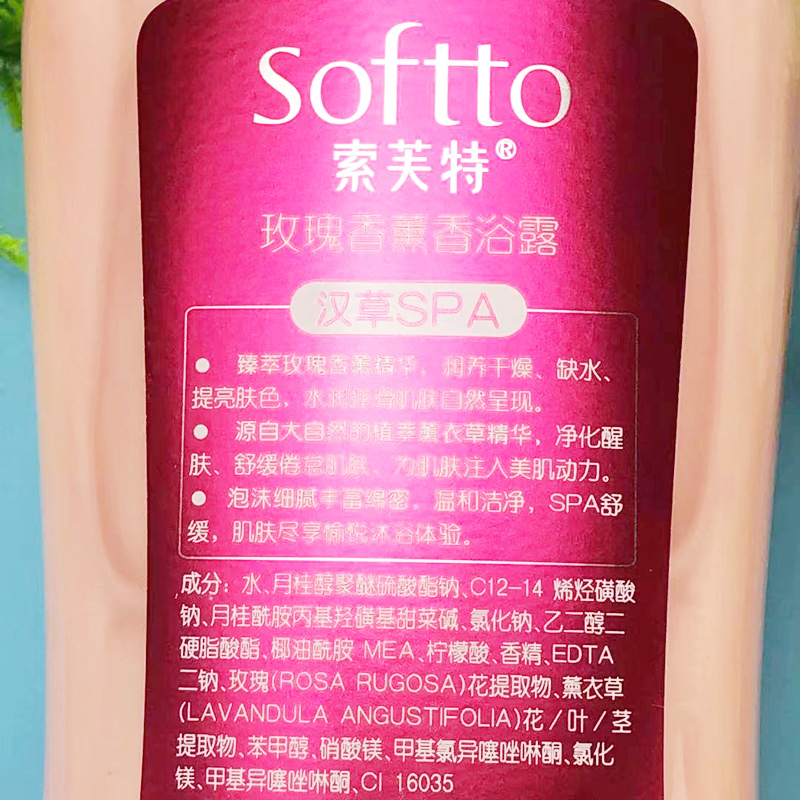 Softto
索芙特®
玫瑰香薰香浴露
汉草SPA
● 臻萃玫瑰香薰精华，润养干燥、缺水、
提亮肤色，水润择骨肌肤自然呈现。
● 源自大自然的植萃薰衣草精华，净化醒
肤、舒缓倦怠肌肤、为肌肤注入美肌动力。
● 泡沫细腻丰富绵密，温和洁净，SPA舒
缓，肌肤尽享愉悦沐浴体验。
成分：水、月桂醇聚醚硫酸酯钠、C12-14 烯烃磺酸
钠、月桂酰胺丙基羟磺基甜菜碱、氯化钠、乙二醇二
硬脂酸酯、椰油酰胺 MEA、柠檬酸、香精、EDTA
二钠、玫瑰(ROSA RUGOSA)花提取物、薰衣草
(LAVANDULA ANGUSTIFOLIA)花/叶/茎
提取物、苯甲醇、硝酸镁、甲基氯异噻唑啉酮、氯化
镁、甲基异噻唑啉酮、CI 16035